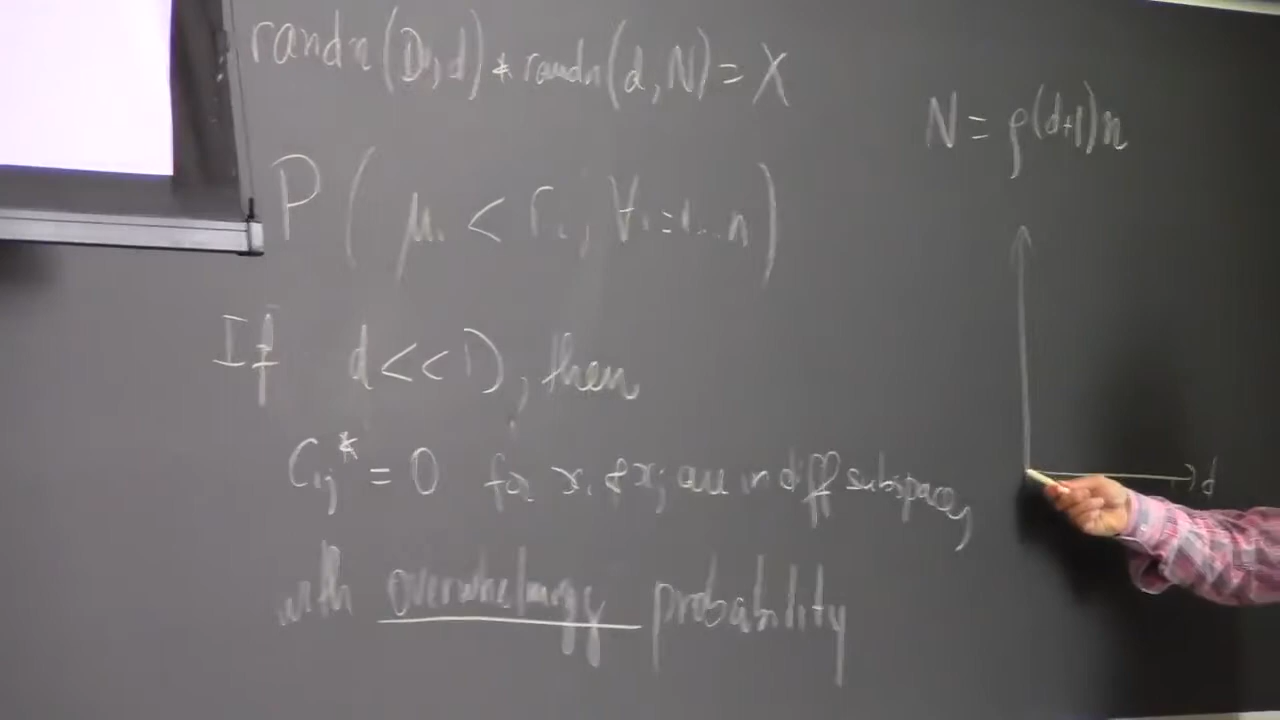 randn(D,d) * randn(d,N) = X
N = ρ(d+1)n
P( μi < ri, ∀i=1...n)
If d << D, then
Cij* = 0 for xi & xj are in diff subspaces,
with overwhelmingy probability
d